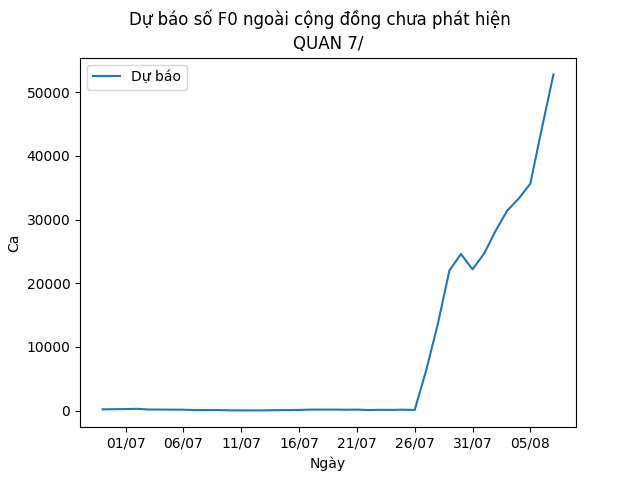 Dự báo số F0 ngoài cộng đồng chưa phát hiện
QUAN 7/
Dự báo
50000
40000
30000
20000
10000
0
Ca
01/07 06/07 11/07 16/07 21/07 26/07 31/07 05/08
Ngày